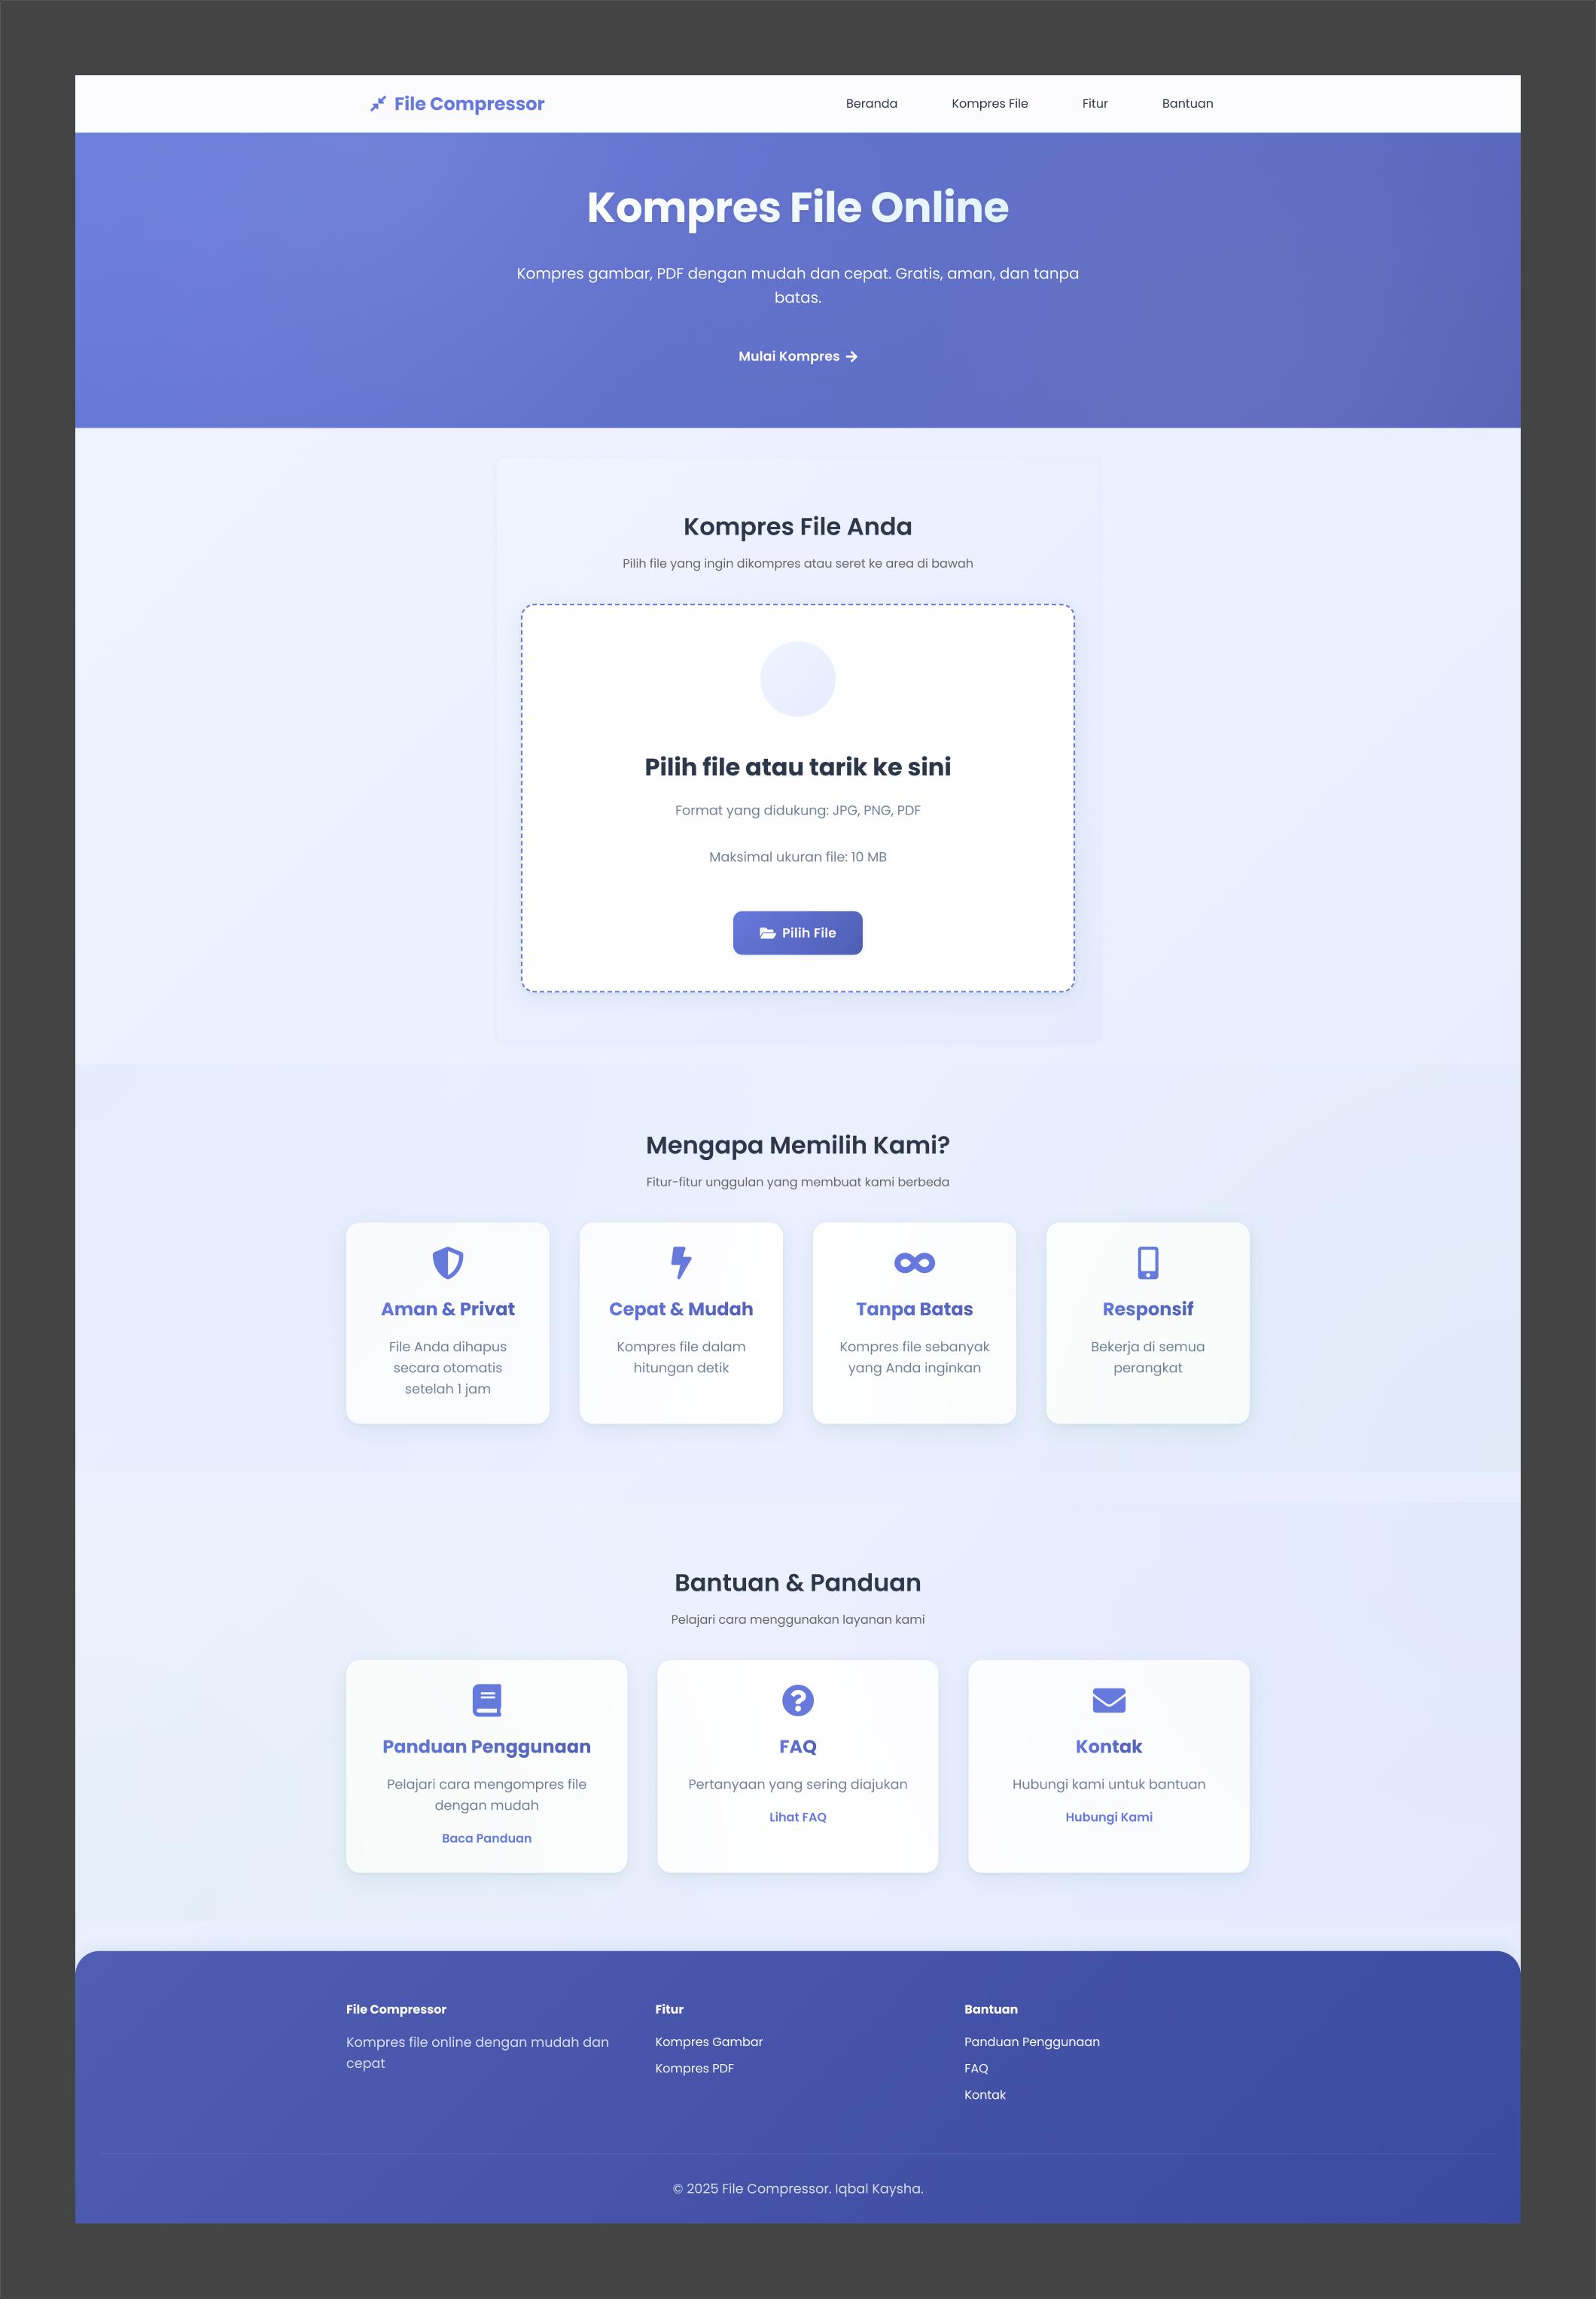 File Compressor
Beranda
Kompres File
Fitur
Bantuan
Kompres File Online
Kompres gambar, PDF dengan mudah dan cepat. Gratis, aman, dan tanpa
batas.
Mulai Kompres
Kompres File Anda
Pilih file yang ingin dikompres atau seret ke area di bawah
Pilih file atau tarik ke sini
Format yang didukung: JPG, PNG, PDF
Maksimal ukuran file: 10 MB
Pilih File
Mengapa Memilih Kami?
Fitur-fitur unggulan yang membuat kami berbeda
Aman & Privat
File Anda dihapus
secara otomatis
setelah 1 jam
Cepat & Mudah
Kompres file dalam
hitungan detik
Tanpa Batas
Kompres file sebanyak
yang Anda inginkan
Responsif
Bekerja di semua
perangkat
Bantuan & Panduan
Pelajari cara menggunakan layanan kami
Panduan Penggunaan
Pelajari cara mengompres file
dengan mudah
Baca Panduan
FAQ
Pertanyaan yang sering diajukan
Lihat FAQ
Kontak
Hubungi kami untuk bantuan
Hubungi Kami
File Compressor
Kompres file online dengan mudah dan
cepat
Fitur
Kompres Gambar
Kompres PDF
Bantuan
Panduan Penggunaan
FAQ
Kontak
© 2025 File Compressor. Iqbal Kaysha.